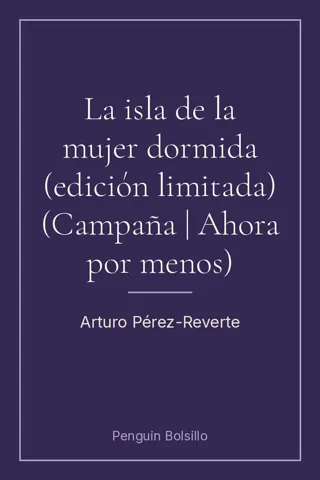 La isla de la
mujer dormida
(edición limitada)
(Campaña | Ahora
por menos)
Arturo Pérez-Reverte
Penguin Bolsillo